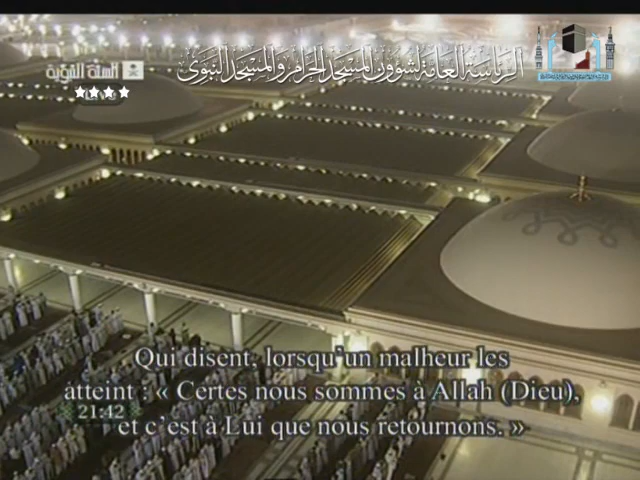 الرئاسة العامة لشؤون المسجد الحرام والمسجد النبوي
السنة النبوية
Qui disent, lorsqu'un malheur les
atteint : « Certes nous sommes à Allah (Dieu),
21:42
et c'est à Lui que nous retournons. »